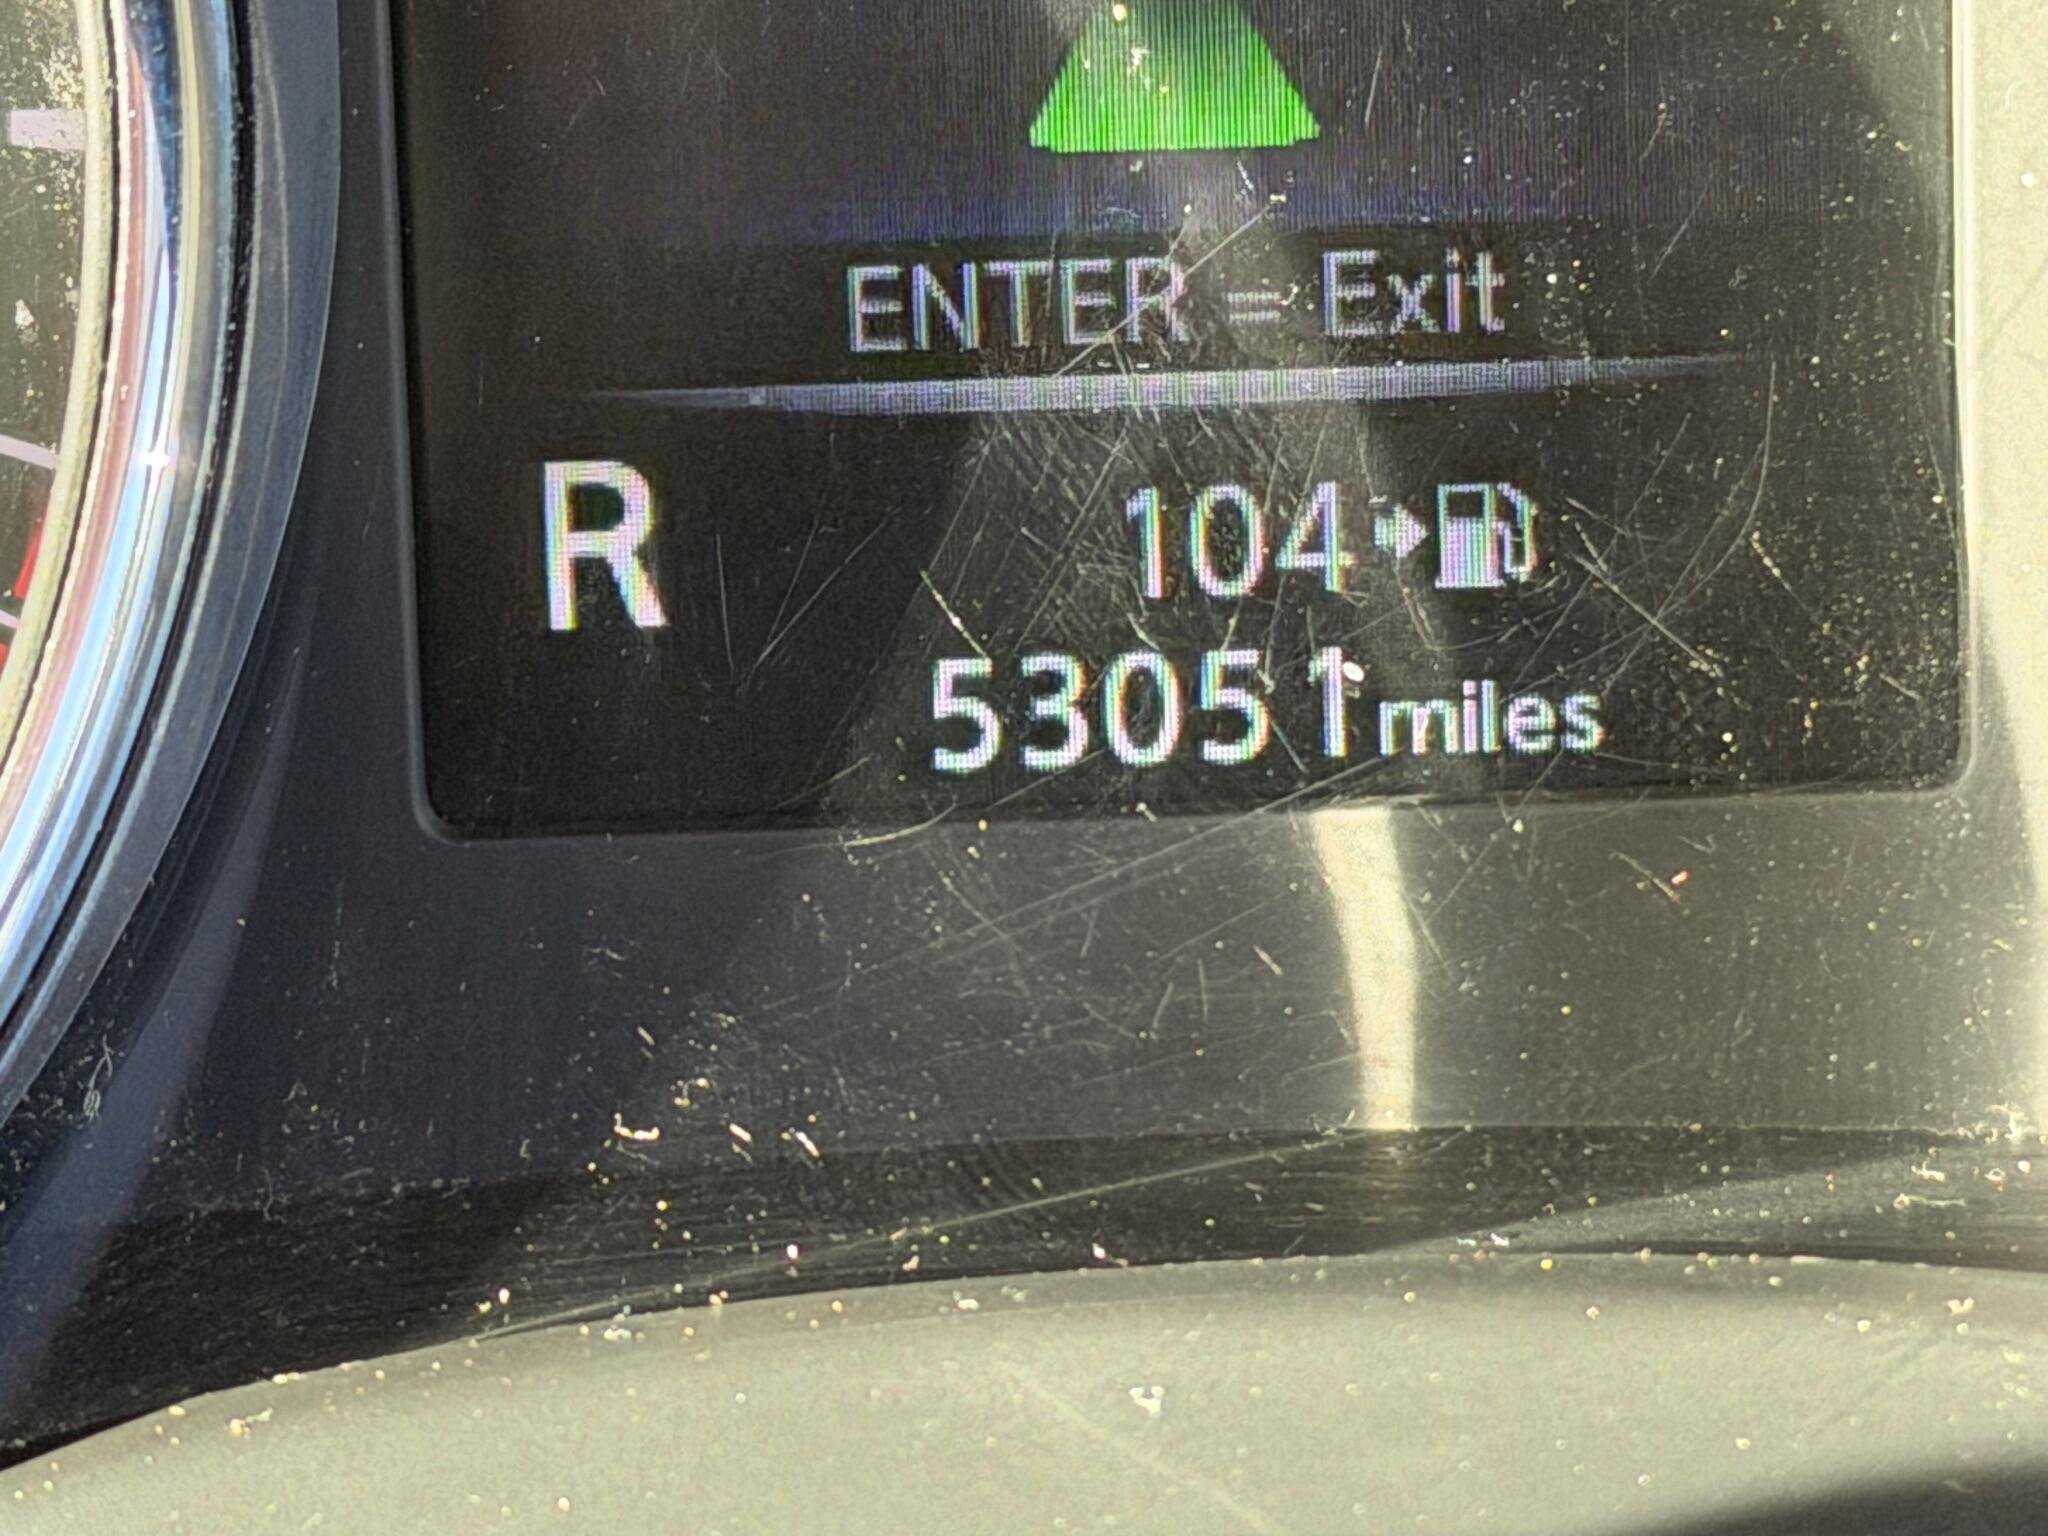 ENTER = Exit
R 104
53051 miles